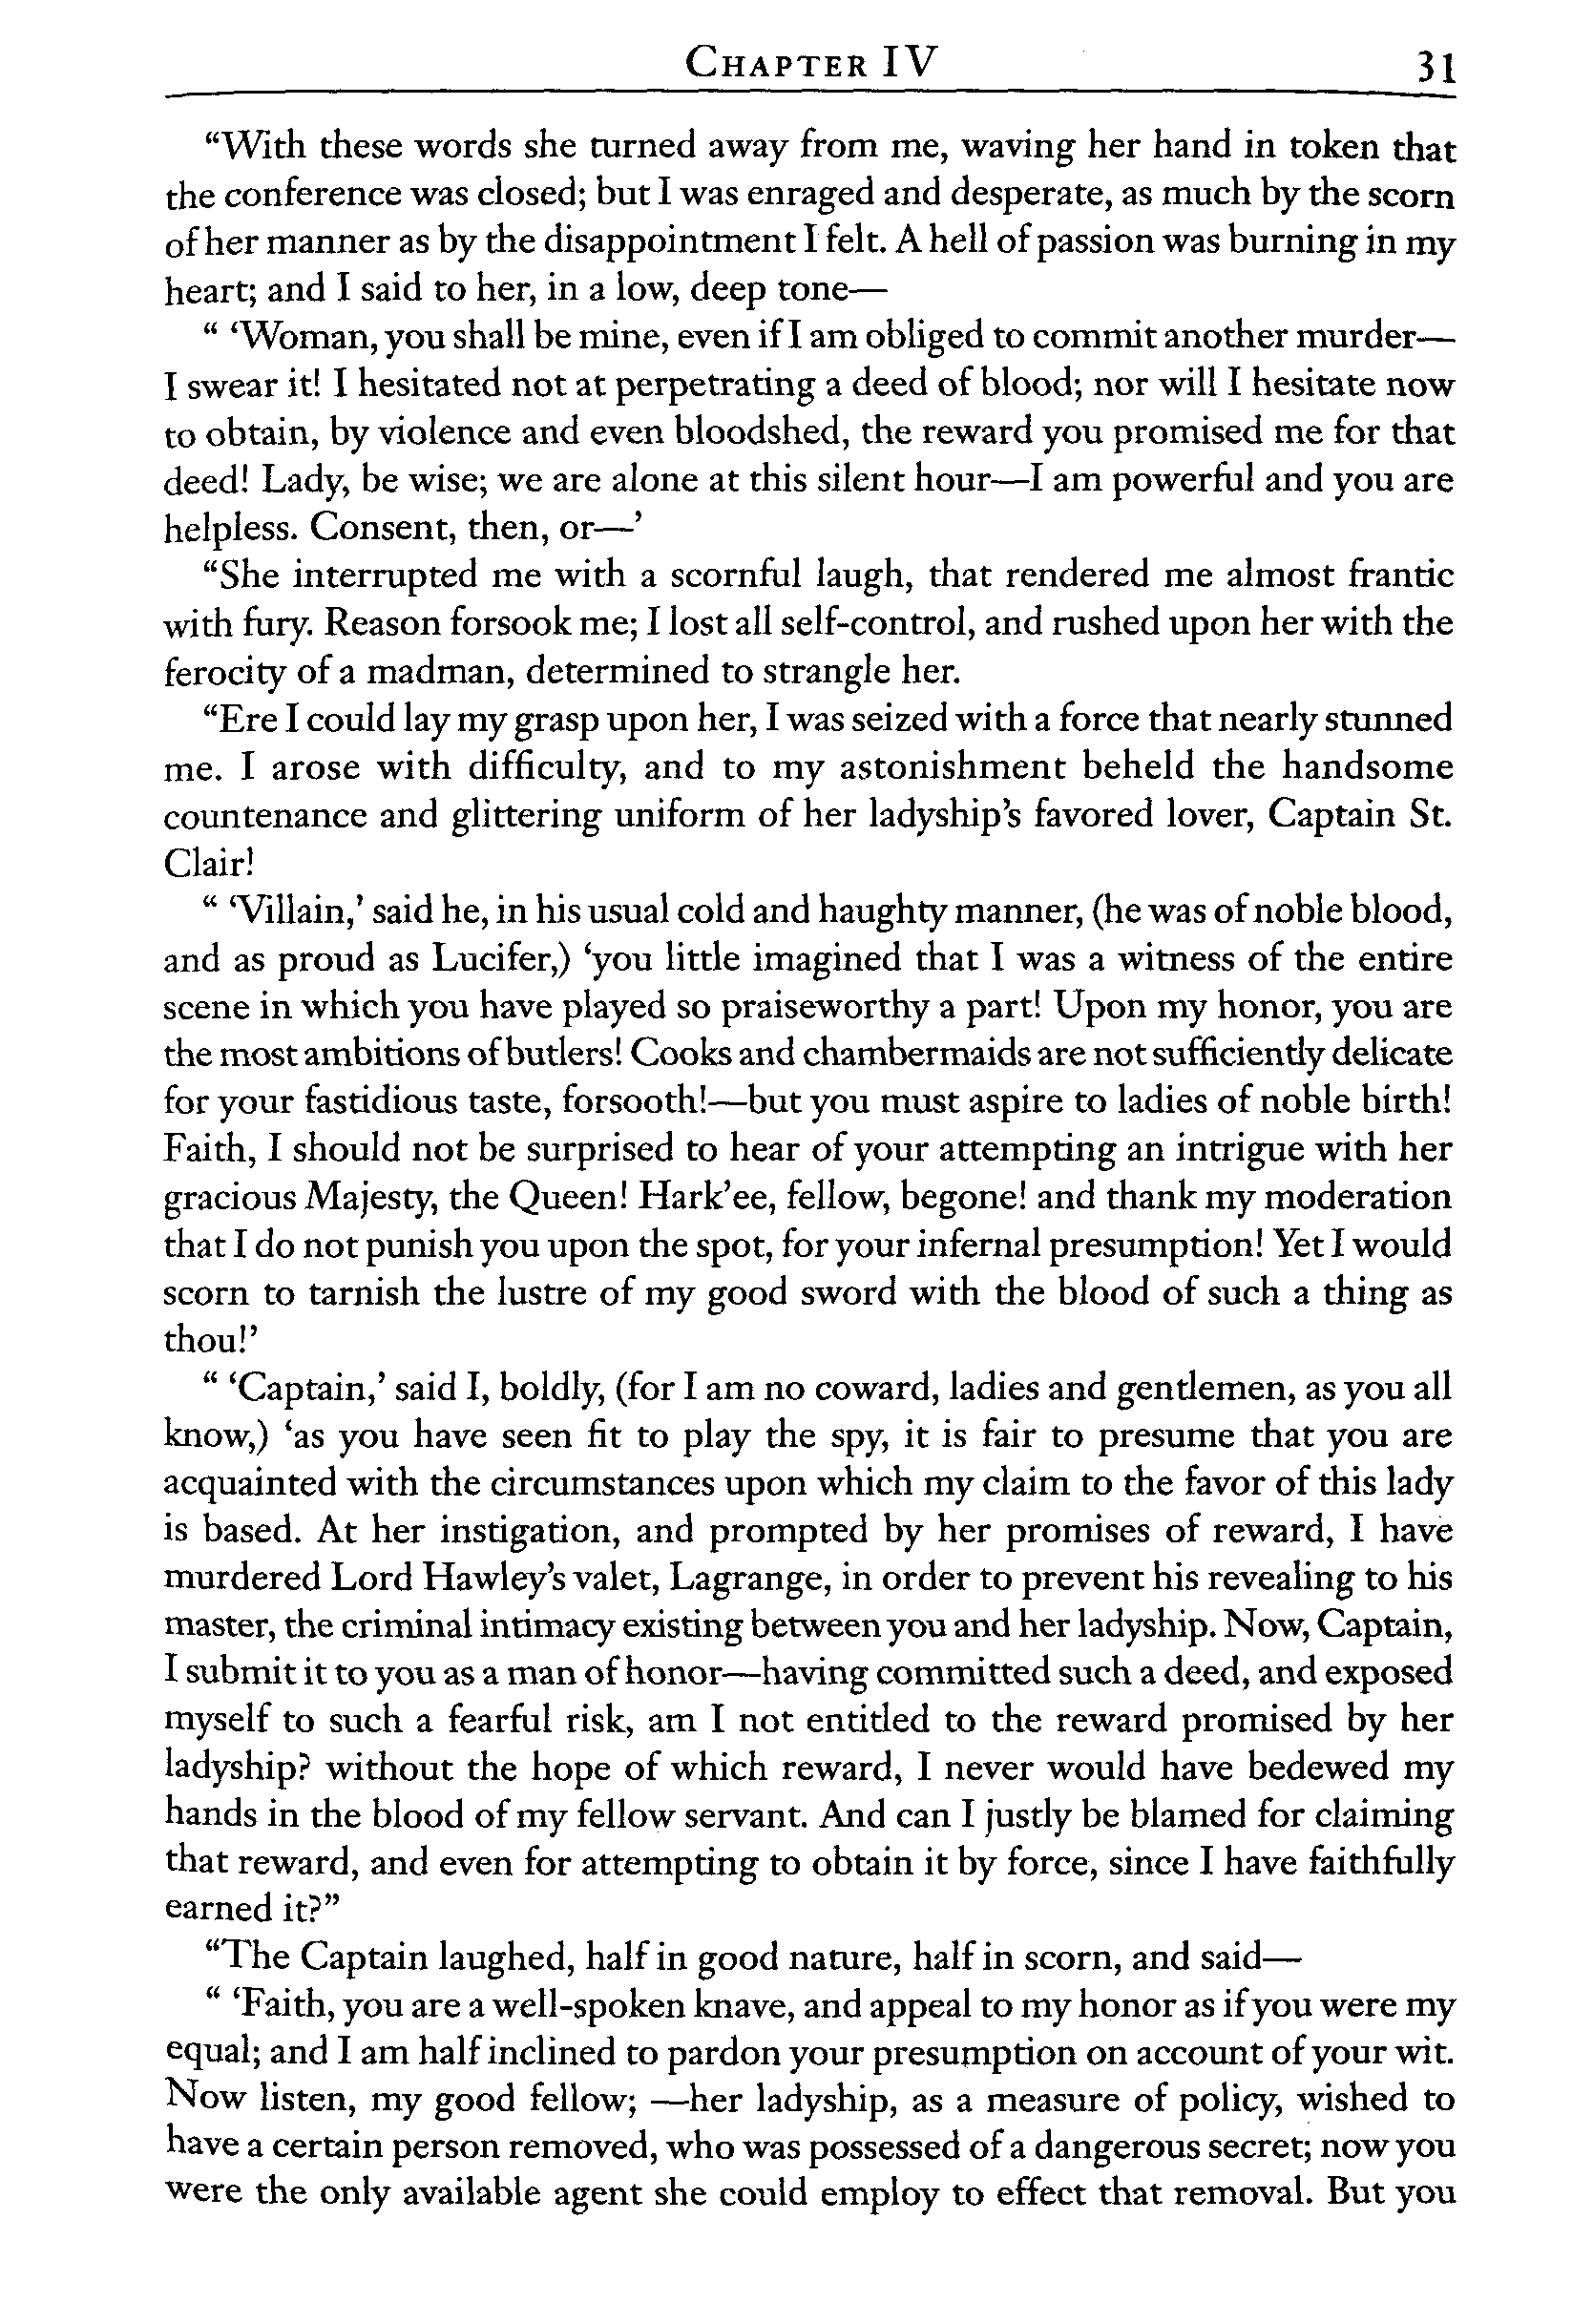 CHAPTER IV 31
“With these words she turned away from me, waving her hand in token that
the conference was closed; but I was enraged and desperate, as much by the scorn
of her manner as by the disappointment I felt. A hell of passion was burning in my
heart; and I said to her, in a low, deep tone—
“ ‘Woman, you shall be mine, even if I am obliged to commit another murder—
I swear it! I hesitated not at perpetrating a deed of blood; nor will I hesitate now
to obtain, by violence and even bloodshed, the reward you promised me for that
deed! Lady, be wise; we are alone at this silent hour—I am powerful and you are
helpless. Consent, then, or—’
“She interrupted me with a scornful laugh, that rendered me almost frantic
with fury. Reason forsook me; I lost all self-control, and rushed upon her with the
ferocity of a madman, determined to strangle her.
“Ere I could lay my grasp upon her, I was seized with a force that nearly stunned
me. I arose with difficulty, and to my astonishment beheld the handsome
countenance and glittering uniform of her ladyship’s favored lover, Captain St.
Clair!
“ ‘Villain,’ said he, in his usual cold and haughty manner, (he was of noble blood,
and as proud as Lucifer,) ‘you little imagined that I was a witness of the entire
scene in which you have played so praiseworthy a part! Upon my honor, you are
the most ambitions of butlers! Cooks and chambermaids are not sufficiently delicate
for your fastidious taste, forsooth!—but you must aspire to ladies of noble birth!
Faith, I should not be surprised to hear of your attempting an intrigue with her
gracious Majesty, the Queen! Hark’ee, fellow, begone! and thank my moderation
that I do not punish you upon the spot, for your infernal presumption! Yet I would
scorn to tarnish the lustre of my good sword with the blood of such a thing as
thou!’
“ ‘Captain,’ said I, boldly, (for I am no coward, ladies and gentlemen, as you all
know,) ‘as you have seen fit to play the spy, it is fair to presume that you are
acquainted with the circumstances upon which my claim to the favor of this lady
is based. At her instigation, and prompted by her promises of reward, I have
murdered Lord Hawley’s valet, Lagrange, in order to prevent his revealing to his
master, the criminal intimacy existing between you and her ladyship. Now, Captain,
I submit it to you as a man of honor—having committed such a deed, and exposed
myself to such a fearful risk, am I not entitled to the reward promised by her
ladyship? without the hope of which reward, I never would have bedewed my
hands in the blood of my fellow servant. And can I justly be blamed for claiming
that reward, and even for attempting to obtain it by force, since I have faithfully
earned it?”
“The Captain laughed, half in good nature, half in scorn, and said—
“ ‘Faith, you are a well-spoken knave, and appeal to my honor as if you were my
equal; and I am half inclined to pardon your presumption on account of your wit.
Now listen, my good fellow; —her ladyship, as a measure of policy, wished to
have a certain person removed, who was possessed of a dangerous secret; now you
were the only available agent she could employ to effect that removal. But you